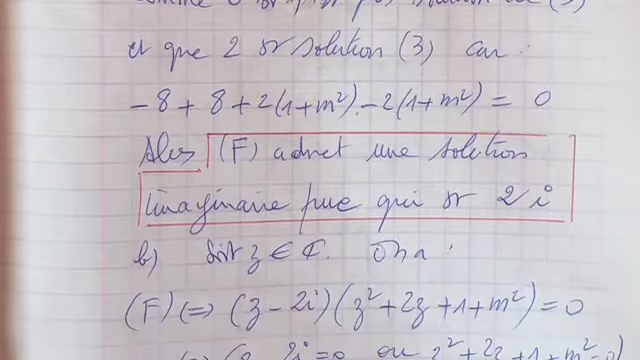 et que 2 est solution (3) car :
-8 + 8 + 2(1+m²) - 2(1+m²) = 0
Alors (F) admet une solution
imaginaire pure qui est 2i
b) Soit z ∈ ℂ. On a :
(F) ⟺ (z - 2i)(z² + 2z + 1 + m²) = 0